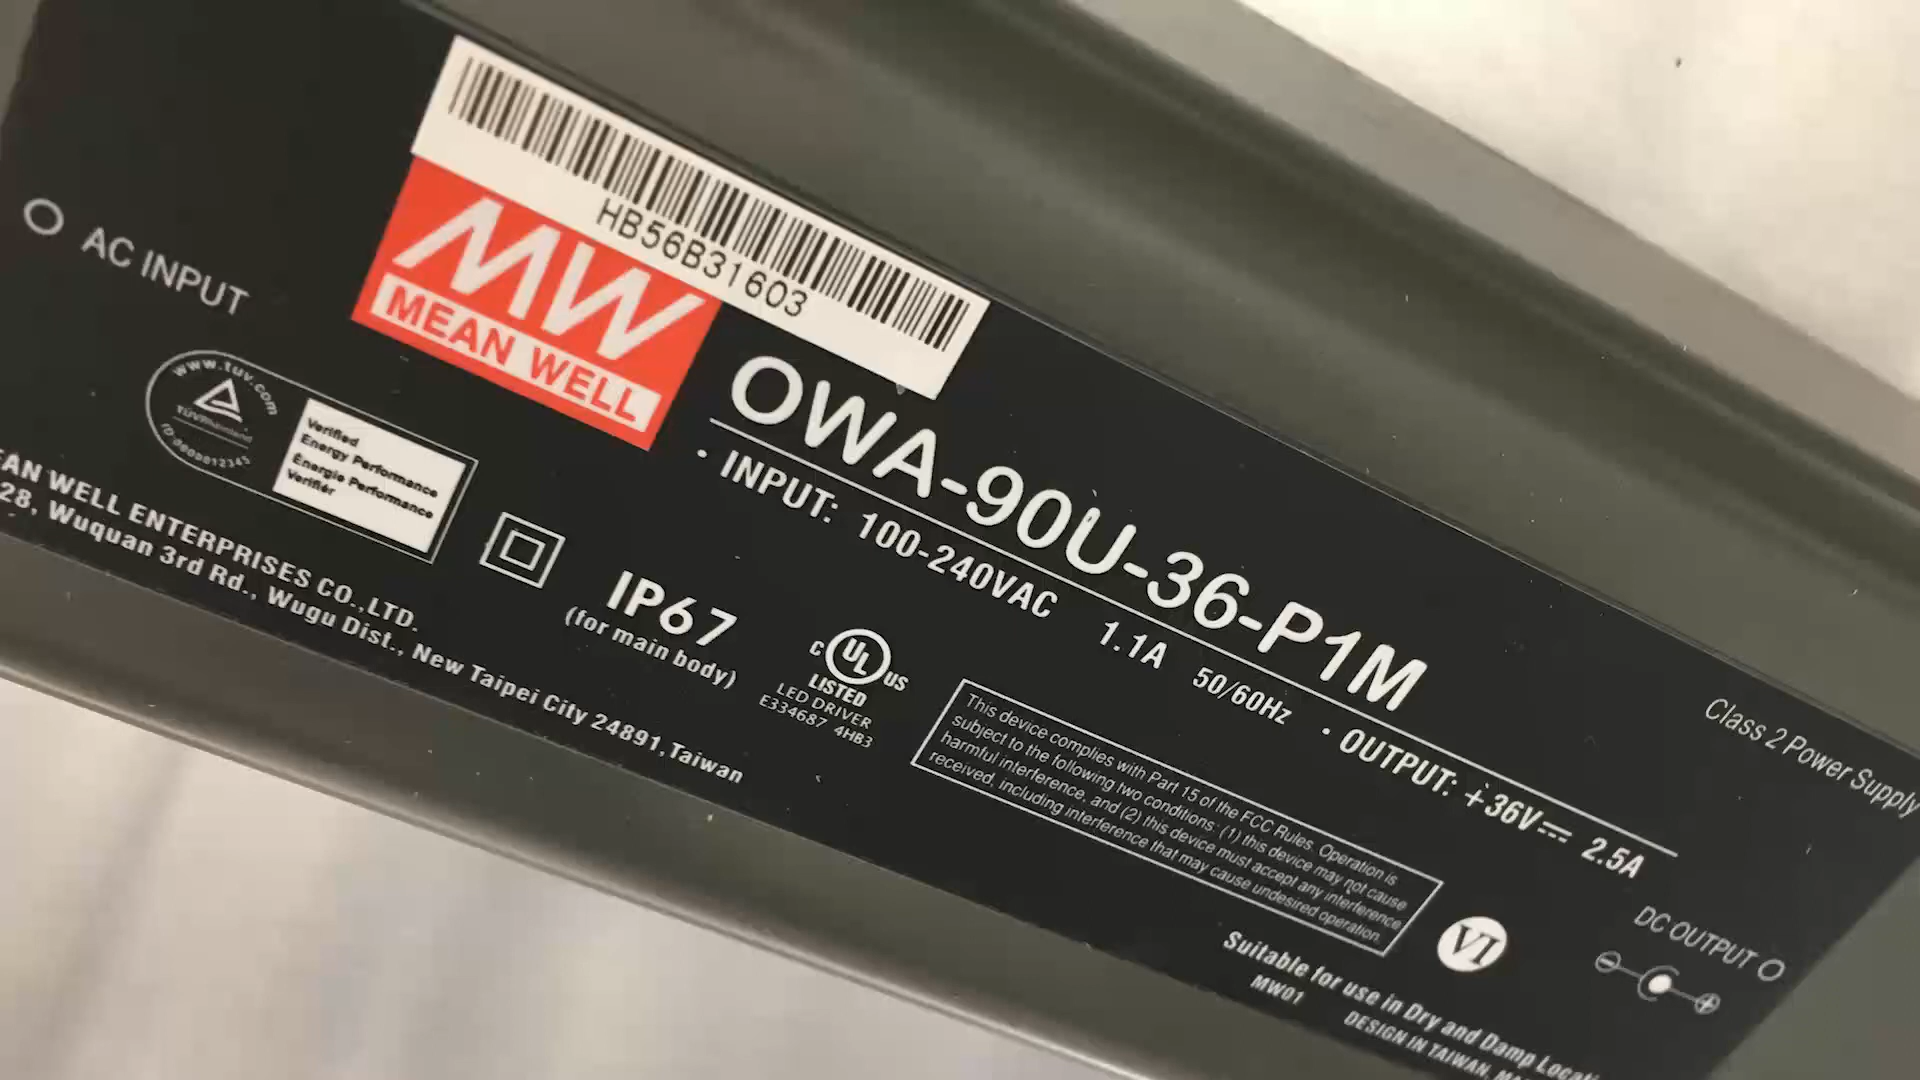 HB56B31603
MW
MEAN WELL
OWA-90U-36-P1M
AC INPUT
· INPUT: 100-240VAC 1.1A 50/60Hz · OUTPUT: +36V 2.5A
Class 2 Power Supply
www.tuv.com
TÜVRheinland
ID 0000012345
Verified
Energy Performance
Énergie Performance
Verifiér
IP67
(for main body)
C UL US
LISTED
LED DRIVER
E334687 4HB3
EAN WELL ENTERPRISES CO.,LTD.
28, Wuquan 3rd Rd., Wugu Dist., New Taipei City 24891,Taiwan
This device complies with Part 15 of the FCC Rules. Operation is
subject to the following two conditions: (1) this device may not cause
harmful interference, and (2) this device must accept any interference
received, including interference that may cause undesired operation.
VI
DC OUTPUT
Suitable for use in Dry and Damp Locati
MW01
DESIGN IN TAIWAN,